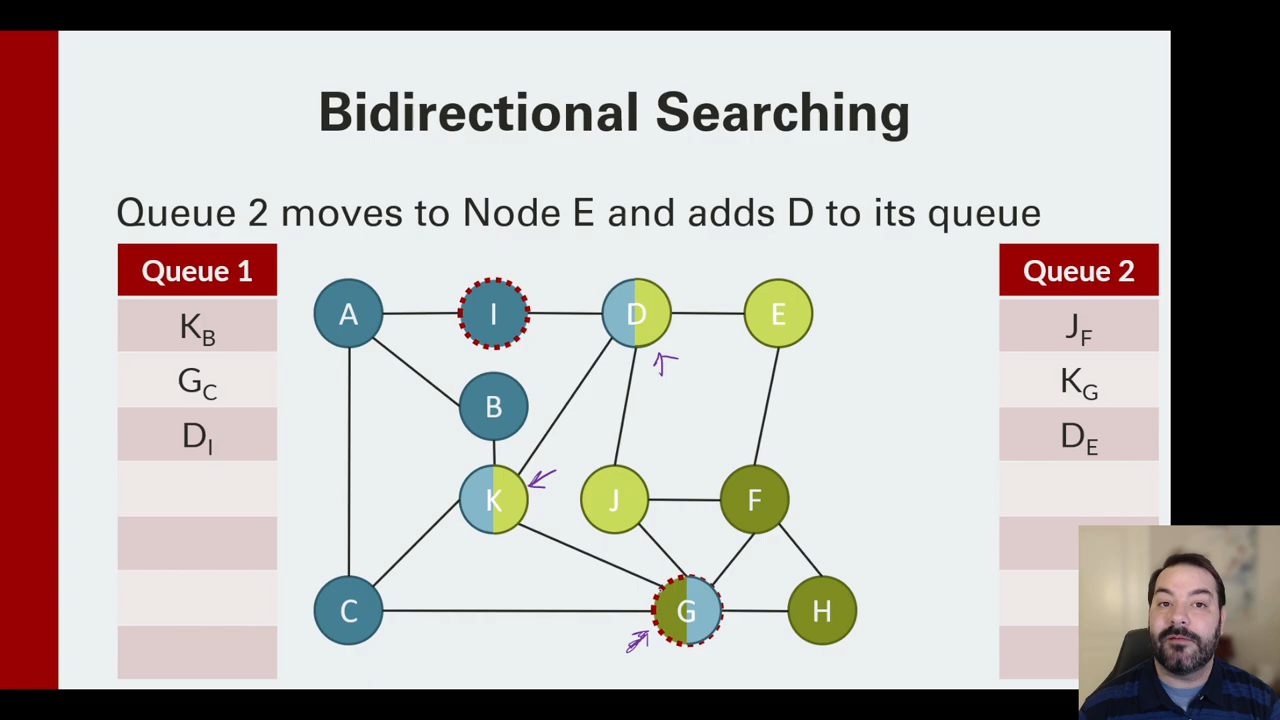 Bidirectional Searching
Queue 2 moves to Node E and adds D to its queue
Queue 1
K_B
G_C
D_I
A
I
D
E
B
K
J
F
C
G
H
Queue 2
J_F
K_G
D_E